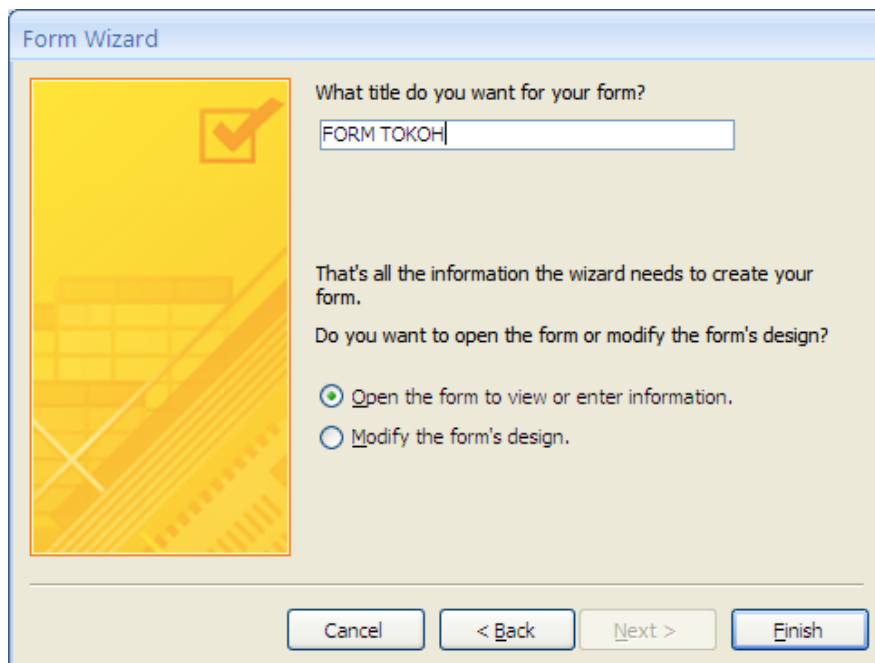 Form Wizard
What title do you want for your form?
FORM TOKOH
That's all the information the wizard needs to create your
form.
Do you want to open the form or modify the form's design?
Open the form to view or enter information.
Modify the form's design.
Cancel
< Back
Next >
Finish